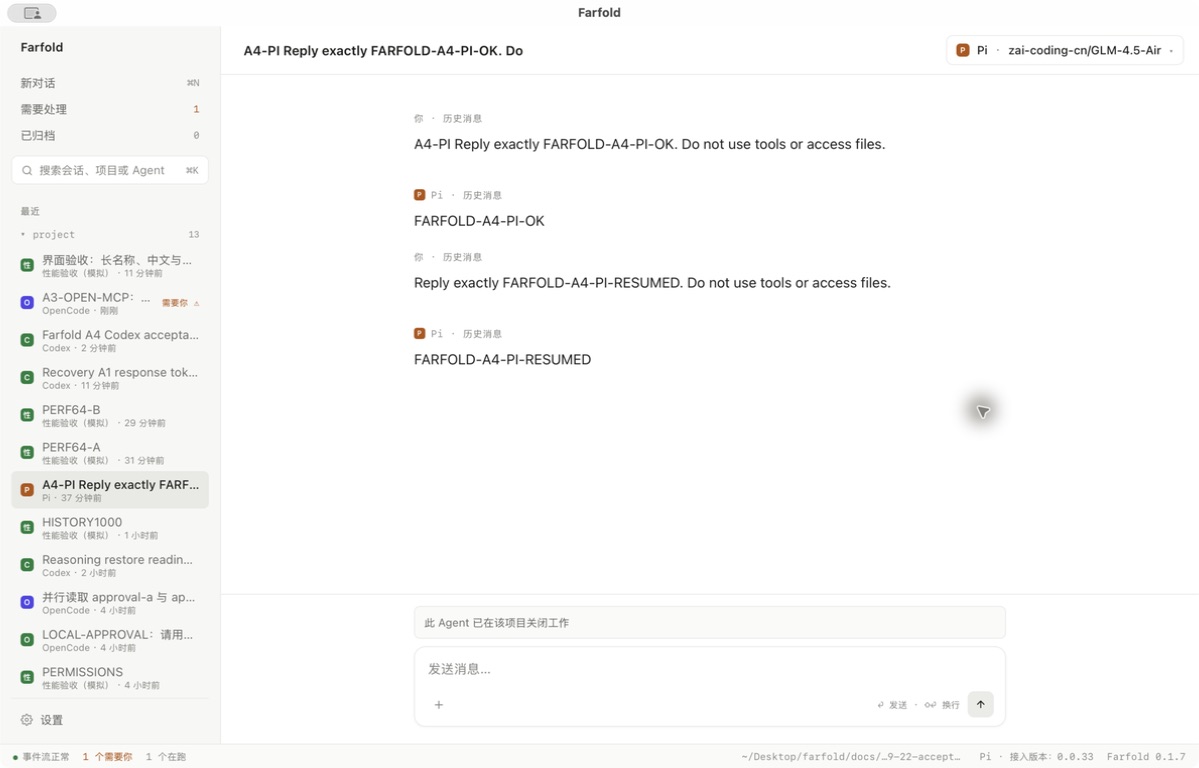 Farfold
Farfold
新对话 ⌘N
需要处理 1
已归档 0
搜索会话、项目或 Agent ⌘K
最近
project 13
性 界面验收：长名称、中文与...
性能验收（模拟） · 11 分钟前
O A3-OPEN-MCP： ... 需要你
OpenCode · 刚刚
C Farfold A4 Codex accepta...
Codex · 2 分钟前
C Recovery A1 response tok...
Codex · 11 分钟前
性 PERF64-B
性能验收（模拟） · 29 分钟前
性 PERF64-A
性能验收（模拟） · 31 分钟前
P A4-PI Reply exactly FARF...
Pi · 37 分钟前
性 HISTORY1000
性能验收（模拟） · 1 小时前
C Reasoning restore readin...
Codex · 2 小时前
O 并行读取 approval-a 与 ap...
OpenCode · 4 小时前
O LOCAL-APPROVAL：请用...
OpenCode · 4 小时前
性 PERMISSIONS
性能验收（模拟） · 4 小时前
设置
A4-PI Reply exactly FARFOLD-A4-PI-OK. Do
P Pi · zai-coding-cn/GLM-4.5-Air
你 · 历史消息
A4-PI Reply exactly FARFOLD-A4-PI-OK. Do not use tools or access files.
P Pi · 历史消息
FARFOLD-A4-PI-OK
你 · 历史消息
Reply exactly FARFOLD-A4-PI-RESUMED. Do not use tools or access files.
P Pi · 历史消息
FARFOLD-A4-PI-RESUMED
此 Agent 已在该项目关闭工作
发送消息...
+ 发送 · 换行
事件流正常 1 个需要你 1 个在跑 ~/Desktop/farfold/docs/…9-22-accept… Pi · 接入版本: 0.0.33 Farfold 0.1.7